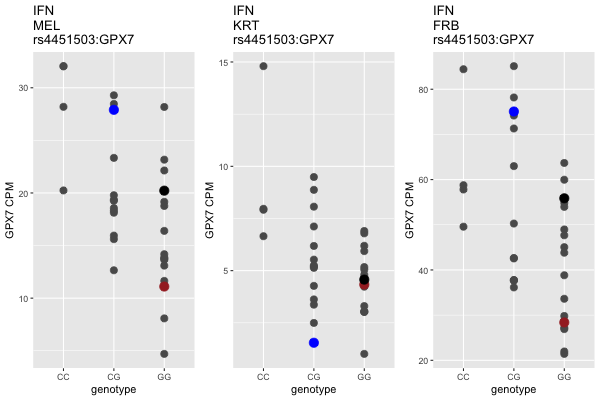 IFN
MEL
rs4451503:GPX7
30
20
10
GPX7 CPM
CC CG GG
genotype
IFN
KRT
rs4451503:GPX7
15
10
5
GPX7 CPM
CC CG GG
genotype
IFN
FRB
rs4451503:GPX7
80
60
40
20
GPX7 CPM
CC CG GG
genotype